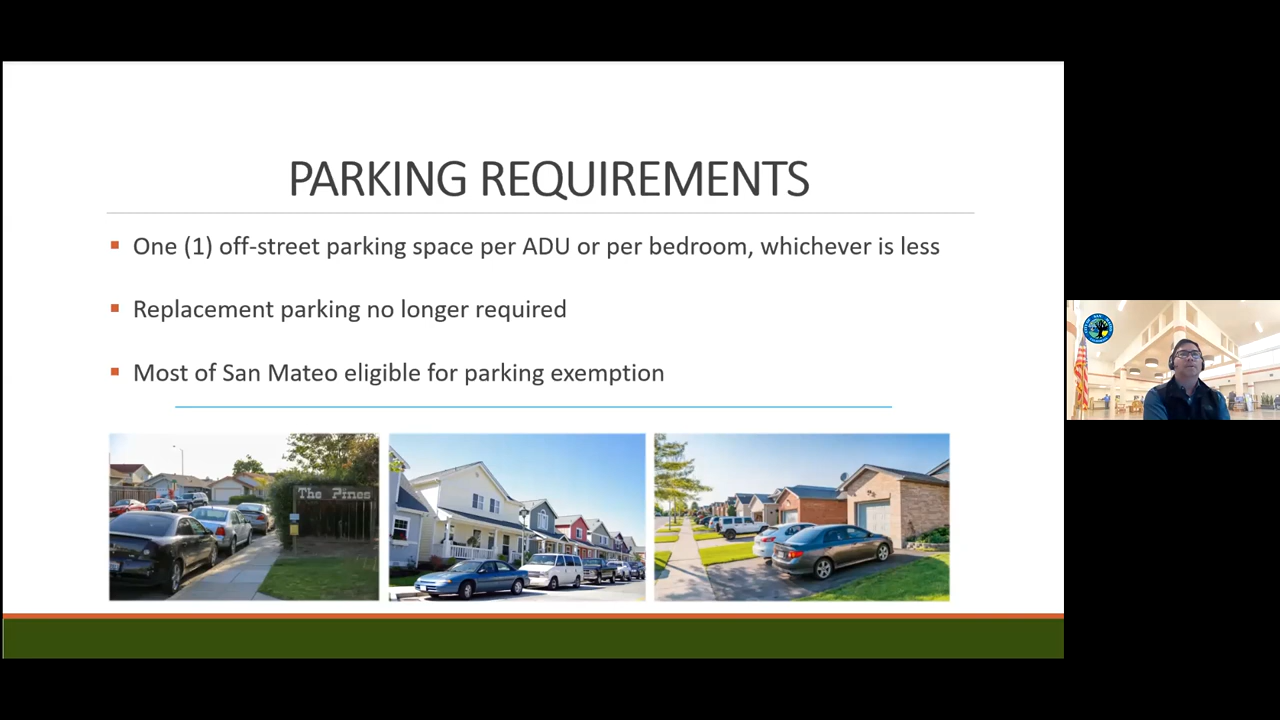 PARKING REQUIREMENTS
One (1) off-street parking space per ADU or per bedroom, whichever is less
Replacement parking no longer required
Most of San Mateo eligible for parking exemption
The Pines